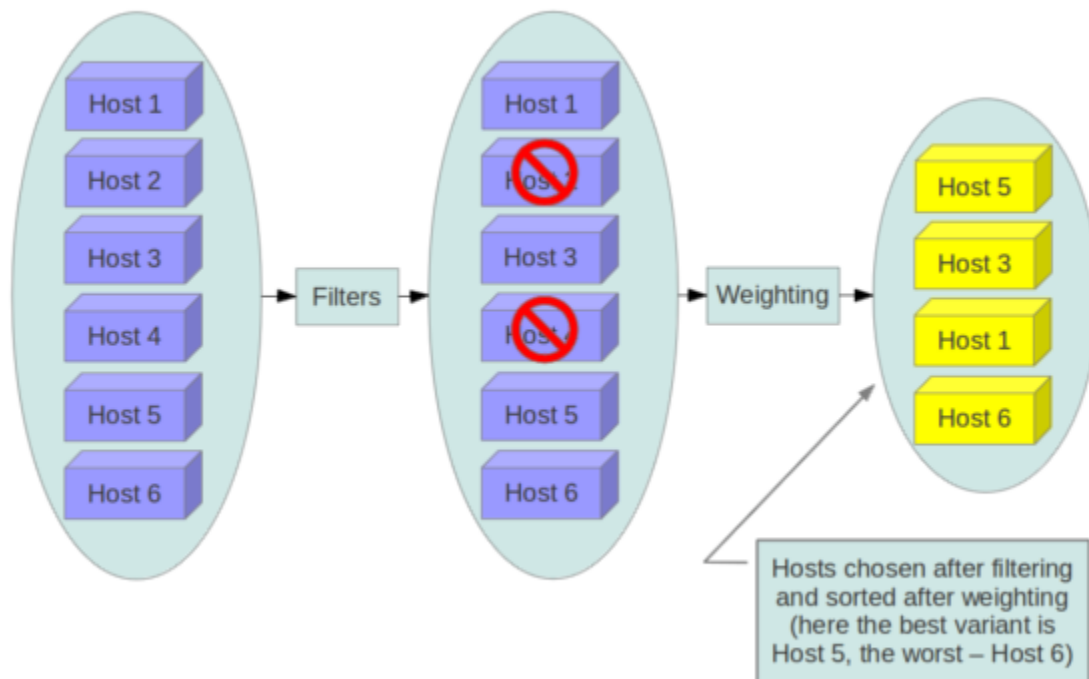 Host 1
Host 2
Host 3
Host 4
Host 5
Host 6
Filters
Host 1
Host
Host 3
Host
Host 5
Host 6
Weighting
Host 5
Host 3
Host 1
Host 6
Hosts chosen after filtering
and sorted after weighting
(here the best variant is
Host 5, the worst – Host 6)